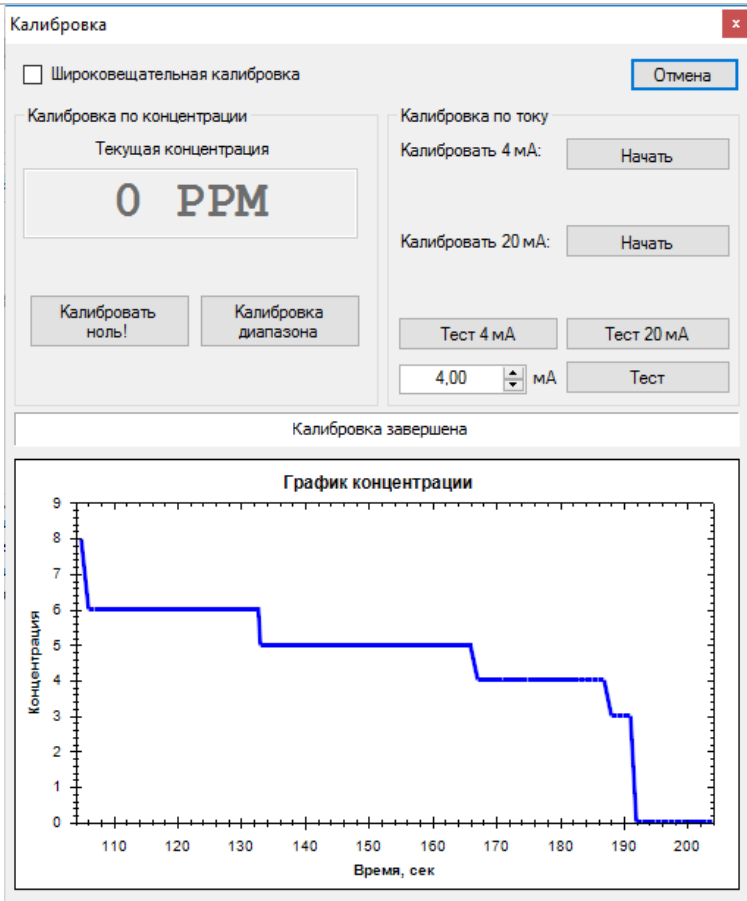 Калибровка
x
Широковещательная калибровка
Отмена
Калибровка по концентрации
Текущая концентрация
0 PPM
Калибровать ноль!
Калибровка диапазона
Калибровка по току
Калибровать 4 мА:
Начать
Калибровать 20 мА:
Начать
Тест 4 мА
Тест 20 мА
4,00
мА
Тест
Калибровка завершена
График концентрации
Концентрация
9
8
7
6
5
4
3
2
1
0
110 120 130 140 150 160 170 180 190 200
Время, сек